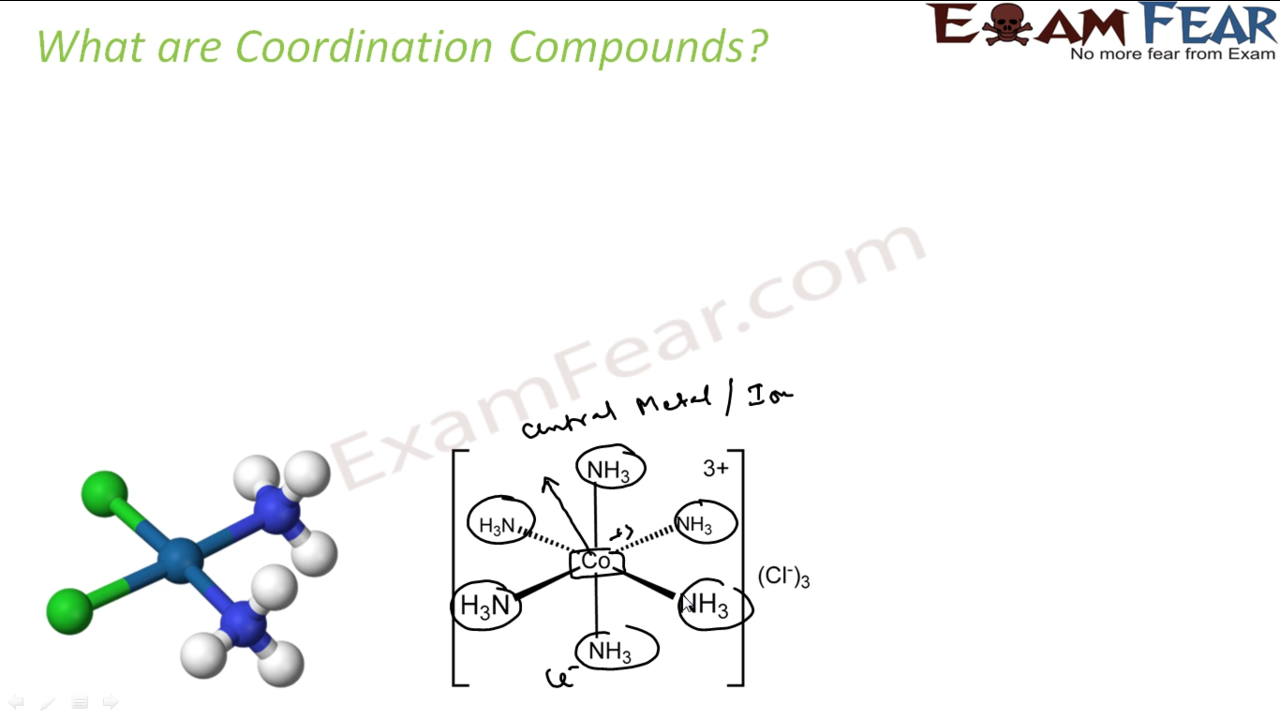 What are Coordination Compounds?
EXAM FEAR
No more fear from Exam
ExamFear.com
Central Metal / Ion
NH₃ 3+
H₃N NH₃
Co
(Cl⁻)₃
H₃N NH₃
NH₃